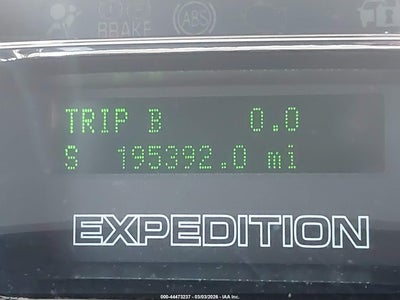 BRAKE
ABS
TRIP B 0.0
S 195392.0 mi
EXPEDITION
000-44473237 - 03/03/2026 - IAA Inc.